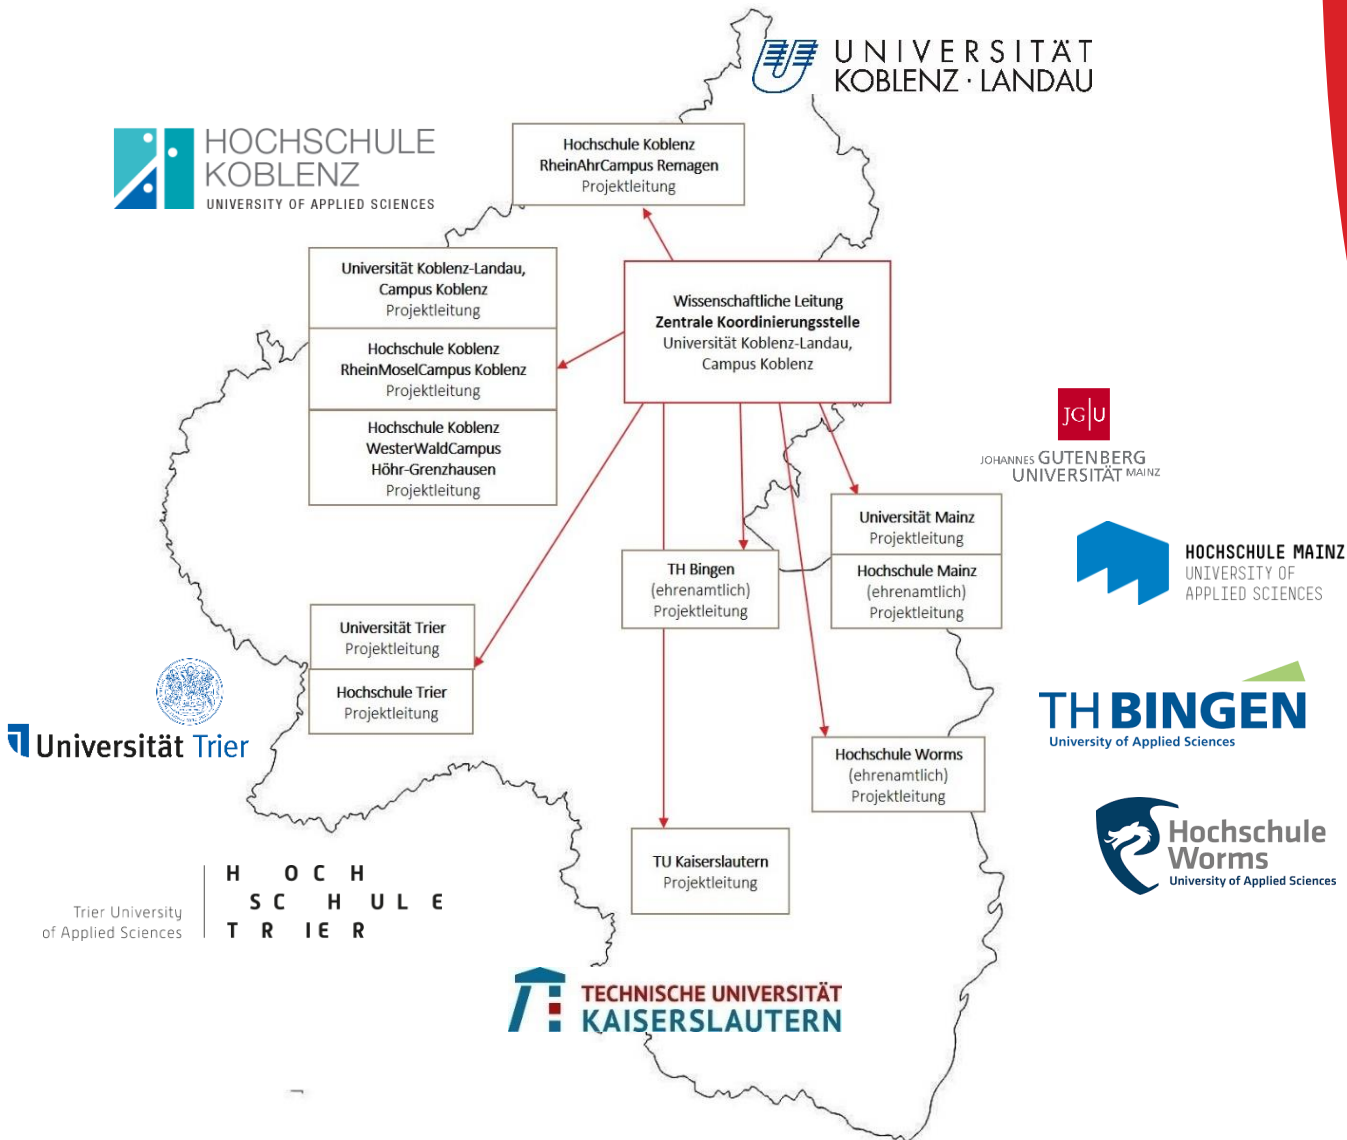 UNIVERSITÄT
KOBLENZ · LANDAU
HOCHSCHULE
KOBLENZ
UNIVERSITY OF APPLIED SCIENCES
Hochschule Koblenz
RheinAhrCampus Remagen
Projektleitung
Universität Koblenz-Landau,
Campus Koblenz
Projektleitung
Hochschule Koblenz
RheinMoselCampus Koblenz
Projektleitung
Hochschule Koblenz
WesterWaldCampus
Höhr-Grenzhausen
Projektleitung
Wissenschaftliche Leitung
Zentrale Koordinierungsstelle
Universität Koblenz-Landau,
Campus Koblenz
JG|U
JOHANNES GUTENBERG
UNIVERSITÄT MAINZ
Universität Mainz
Projektleitung
Hochschule Mainz
(ehrenamtlich)
Projektleitung
HOCHSCHULE MAINZ
UNIVERSITY OF
APPLIED SCIENCES
TH Bingen
(ehrenamtlich)
Projektleitung
Universität Trier
Projektleitung
Hochschule Trier
Projektleitung
Universität Trier
TH BINGEN
University of Applied Sciences
Hochschule Worms
(ehrenamtlich)
Projektleitung
Hochschule
Worms
University of Applied Sciences
TU Kaiserslautern
Projektleitung
Trier University
of Applied Sciences
HOCH
SCHULE
TRIER
TECHNISCHE UNIVERSITÄT
KAISERSLAUTERN